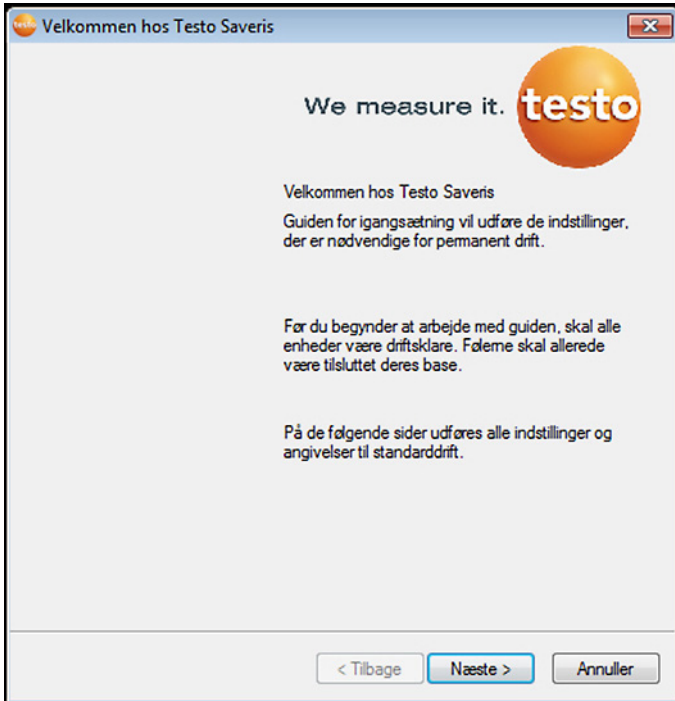 testo Velkommen hos Testo Saveris
We measure it. testo
Velkommen hos Testo Saveris
Guiden for igangsætning vil udføre de indstillinger,
der er nødvendige for permanent drift.
Før du begynder at arbejde med guiden, skal alle
enheder være driftsklare. Følerne skal allerede
være tilsluttet deres base.
På de følgende sider udføres alle indstillinger og
angivelser til standarddrift.
< Tilbage Næste > Annuller